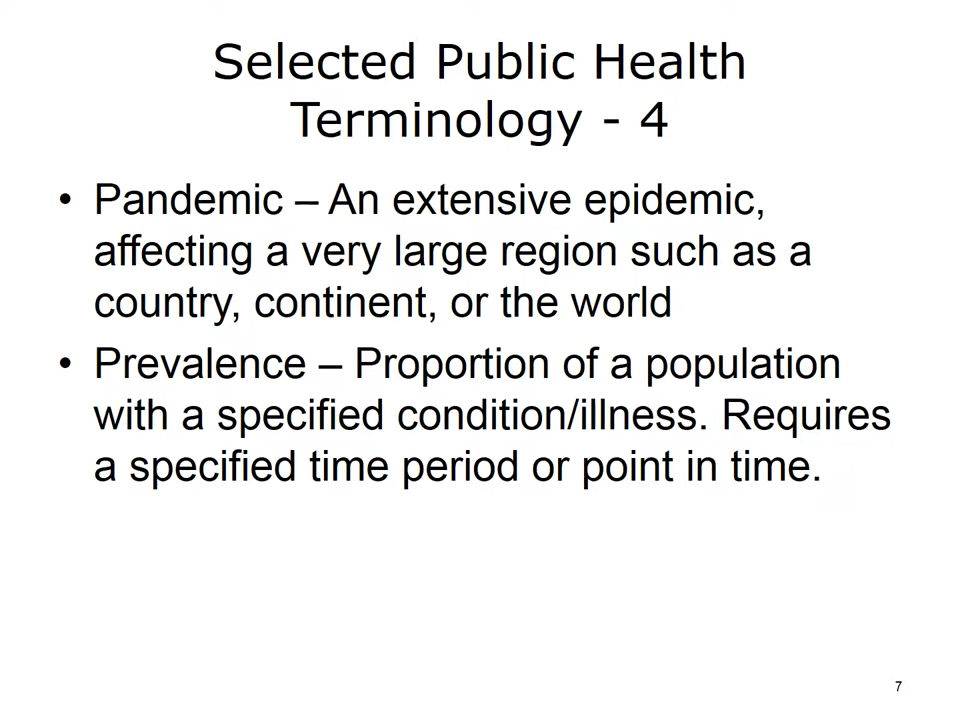 Selected Public Health
Terminology - 4
• Pandemic – An extensive epidemic,
affecting a very large region such as a
country, continent, or the world
• Prevalence – Proportion of a population
with a specified condition/illness. Requires
a specified time period or point in time.
7